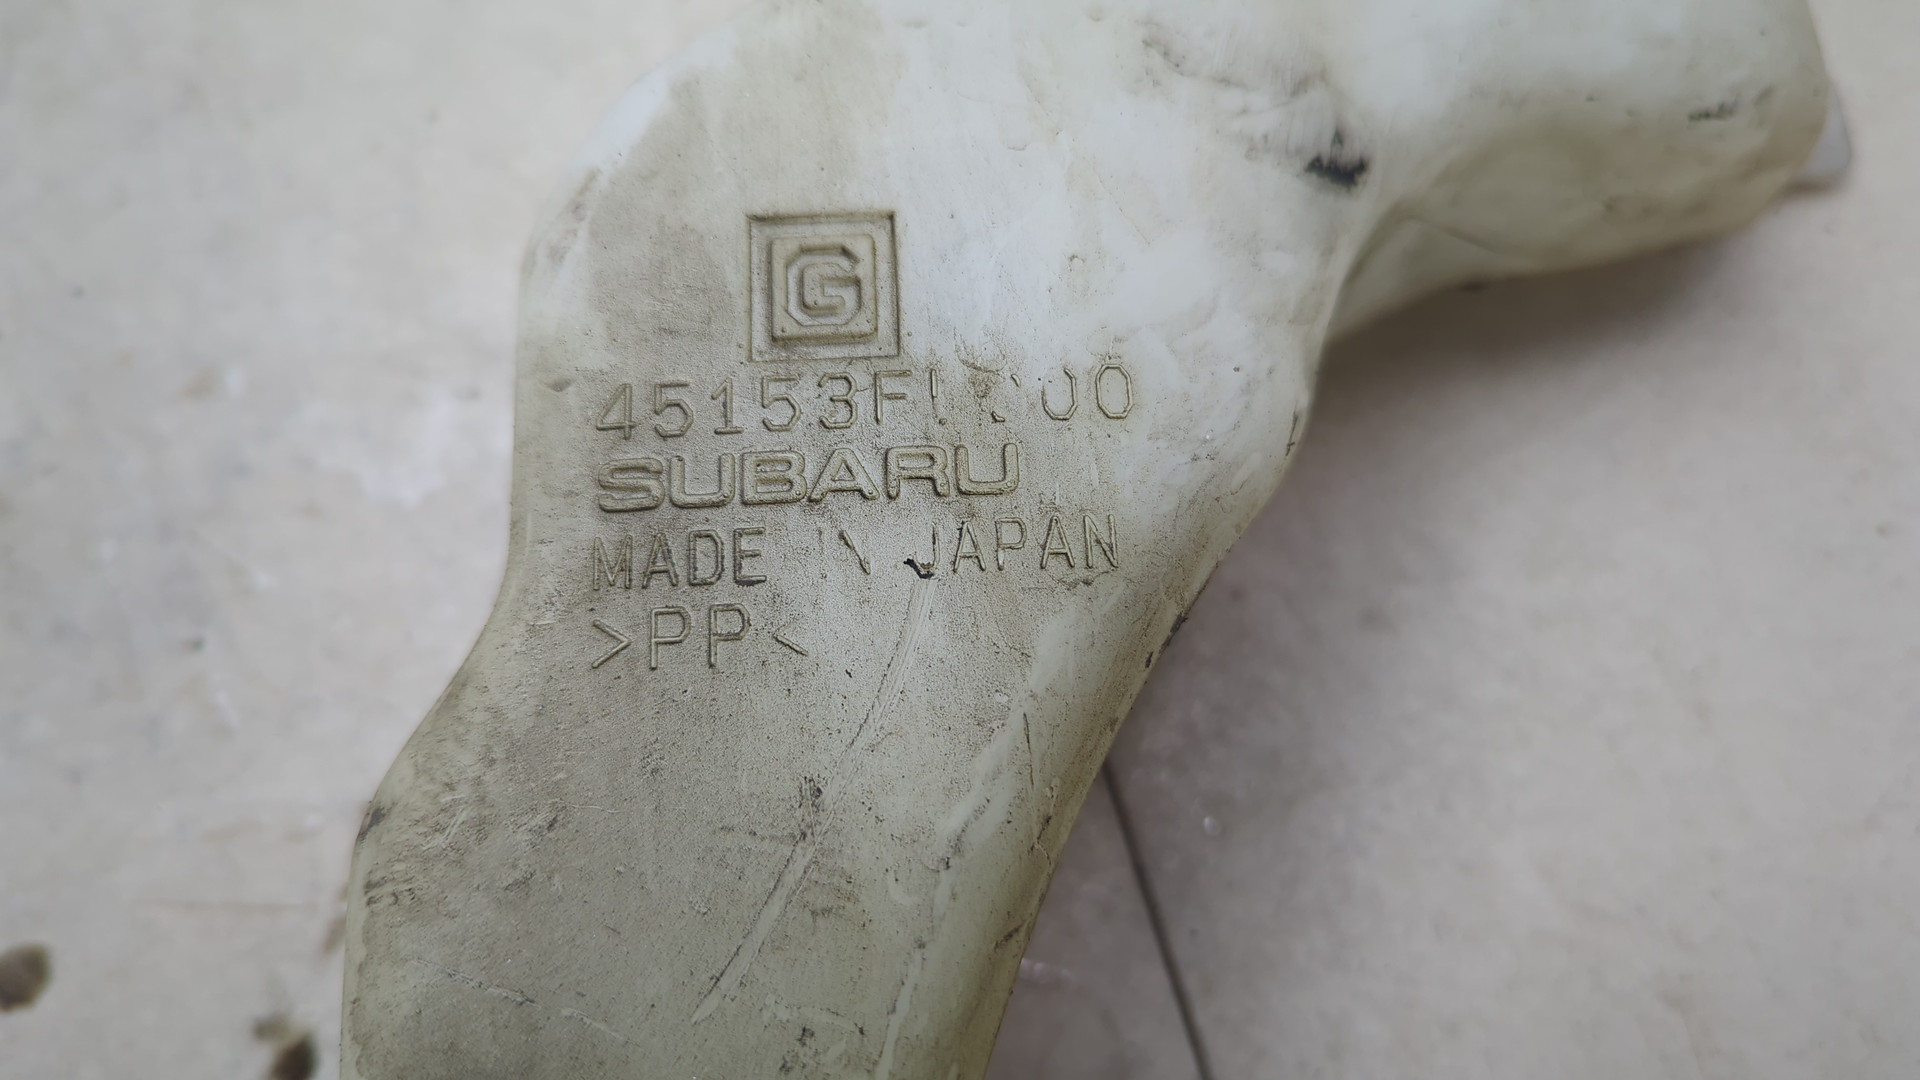 G
SUBARU
MADE IN JAPAN
>PP<